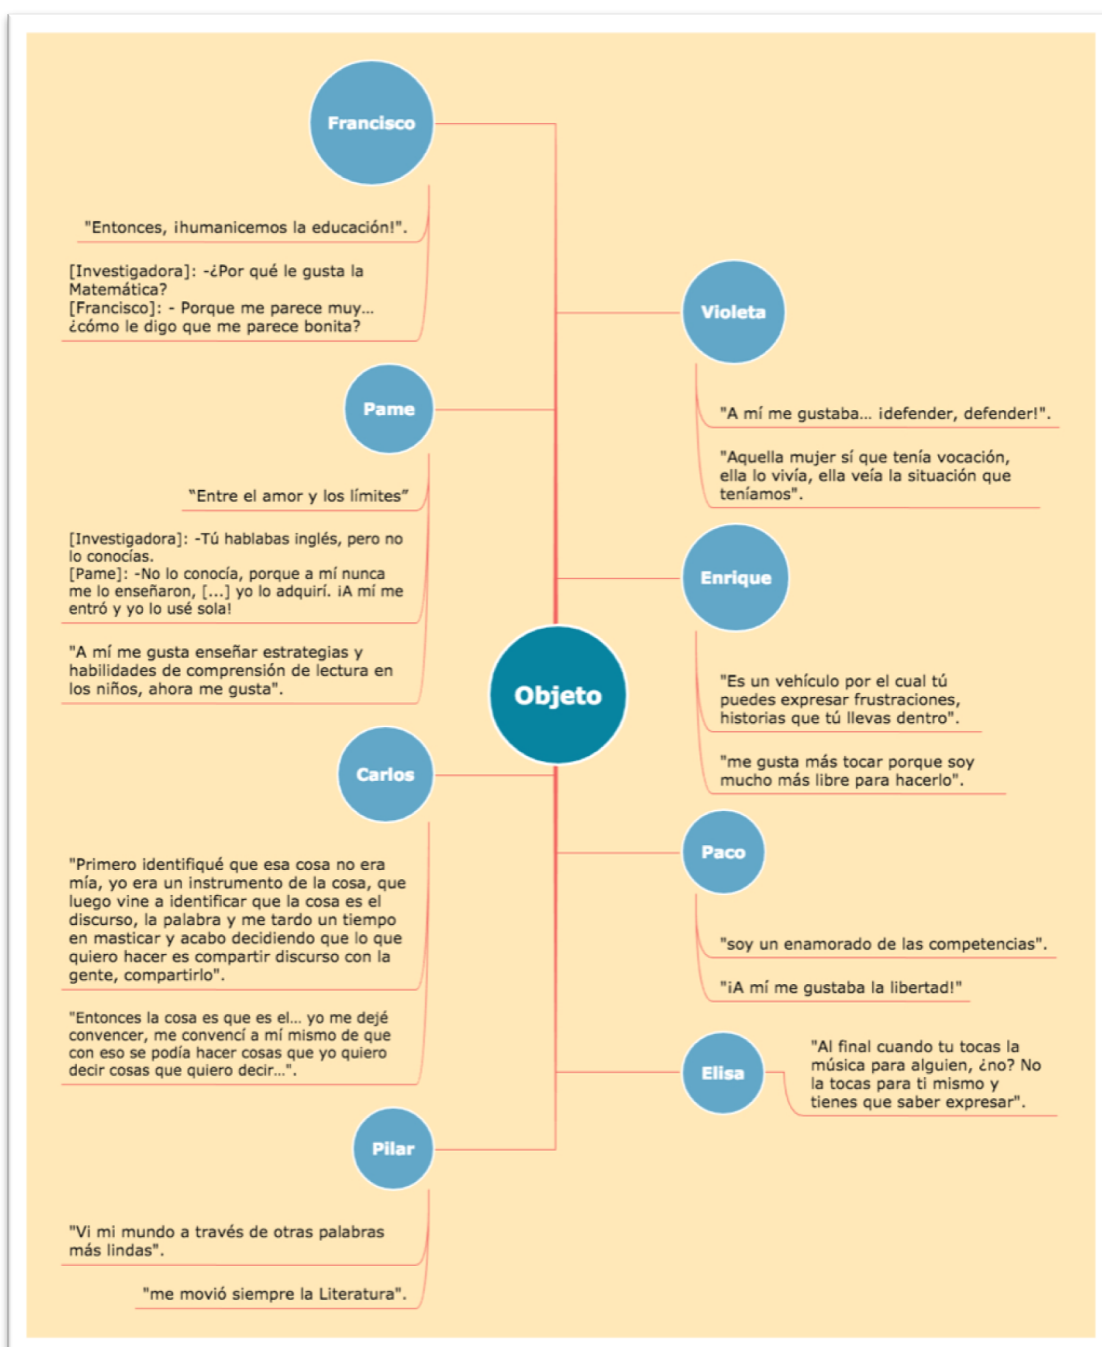 Francisco
"Entonces, ¡humanicemos la educación!".
[Investigadora]: -¿Por qué le gusta la
Matemática?
[Francisco]: - Porque me parece muy...
¿cómo le digo que me parece bonita?
Pame
“Entre el amor y los límites”
[Investigadora]: -Tú hablabas inglés, pero no
lo conocías.
[Pame]: -No lo conocía, porque a mí nunca
me lo enseñaron, [...] yo lo adquirí. ¡A mí me
entró y yo lo usé sola!
"A mí me gusta enseñar estrategias y
habilidades de comprensión de lectura en
los niños, ahora me gusta".
Carlos
"Primero identifiqué que esa cosa no era
mía, yo era un instrumento de la cosa, que
luego vine a identificar que la cosa es el
discurso, la palabra y me tardo un tiempo
en masticar y acabo decidiendo que lo que
quiero hacer es compartir discurso con la
gente, compartirlo".
"Entonces la cosa es que es el... yo me dejé
convencer, me convencí a mí mismo de que
con eso se podía hacer cosas que yo quiero
decir cosas que quiero decir...".
Pilar
"Vi mi mundo a través de otras palabras
más lindas".
"me movió siempre la Literatura".
Objeto
Violeta
"A mí me gustaba... ¡defender, defender!".
"Aquella mujer sí que tenía vocación,
ella lo vivía, ella veía la situación que
teníamos".
Enrique
"Es un vehículo por el cual tú
puedes expresar frustraciones,
historias que tú llevas dentro".
"me gusta más tocar porque soy
mucho más libre para hacerlo".
Paco
"soy un enamorado de las competencias".
"¡A mí me gustaba la libertad!"
Elisa
"Al final cuando tu tocas la
música para alguien, ¿no? No
la tocas para ti mismo y
tienes que saber expresar".